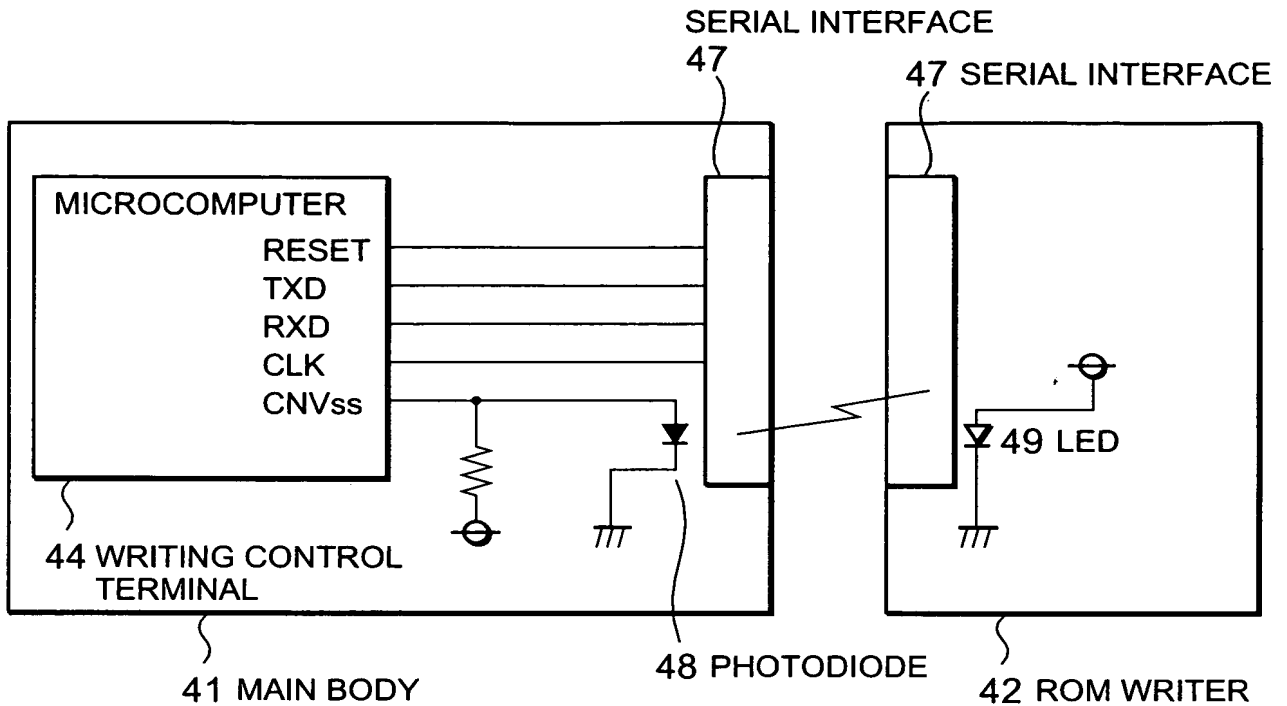 SERIAL INTERFACE
47
47 SERIAL INTERFACE
MICROCOMPUTER
RESET
TXD
RXD
CLK
CNVss
49 LED
44 WRITING CONTROL
TERMINAL
48 PHOTODIODE
41 MAIN BODY
42 ROM WRITER